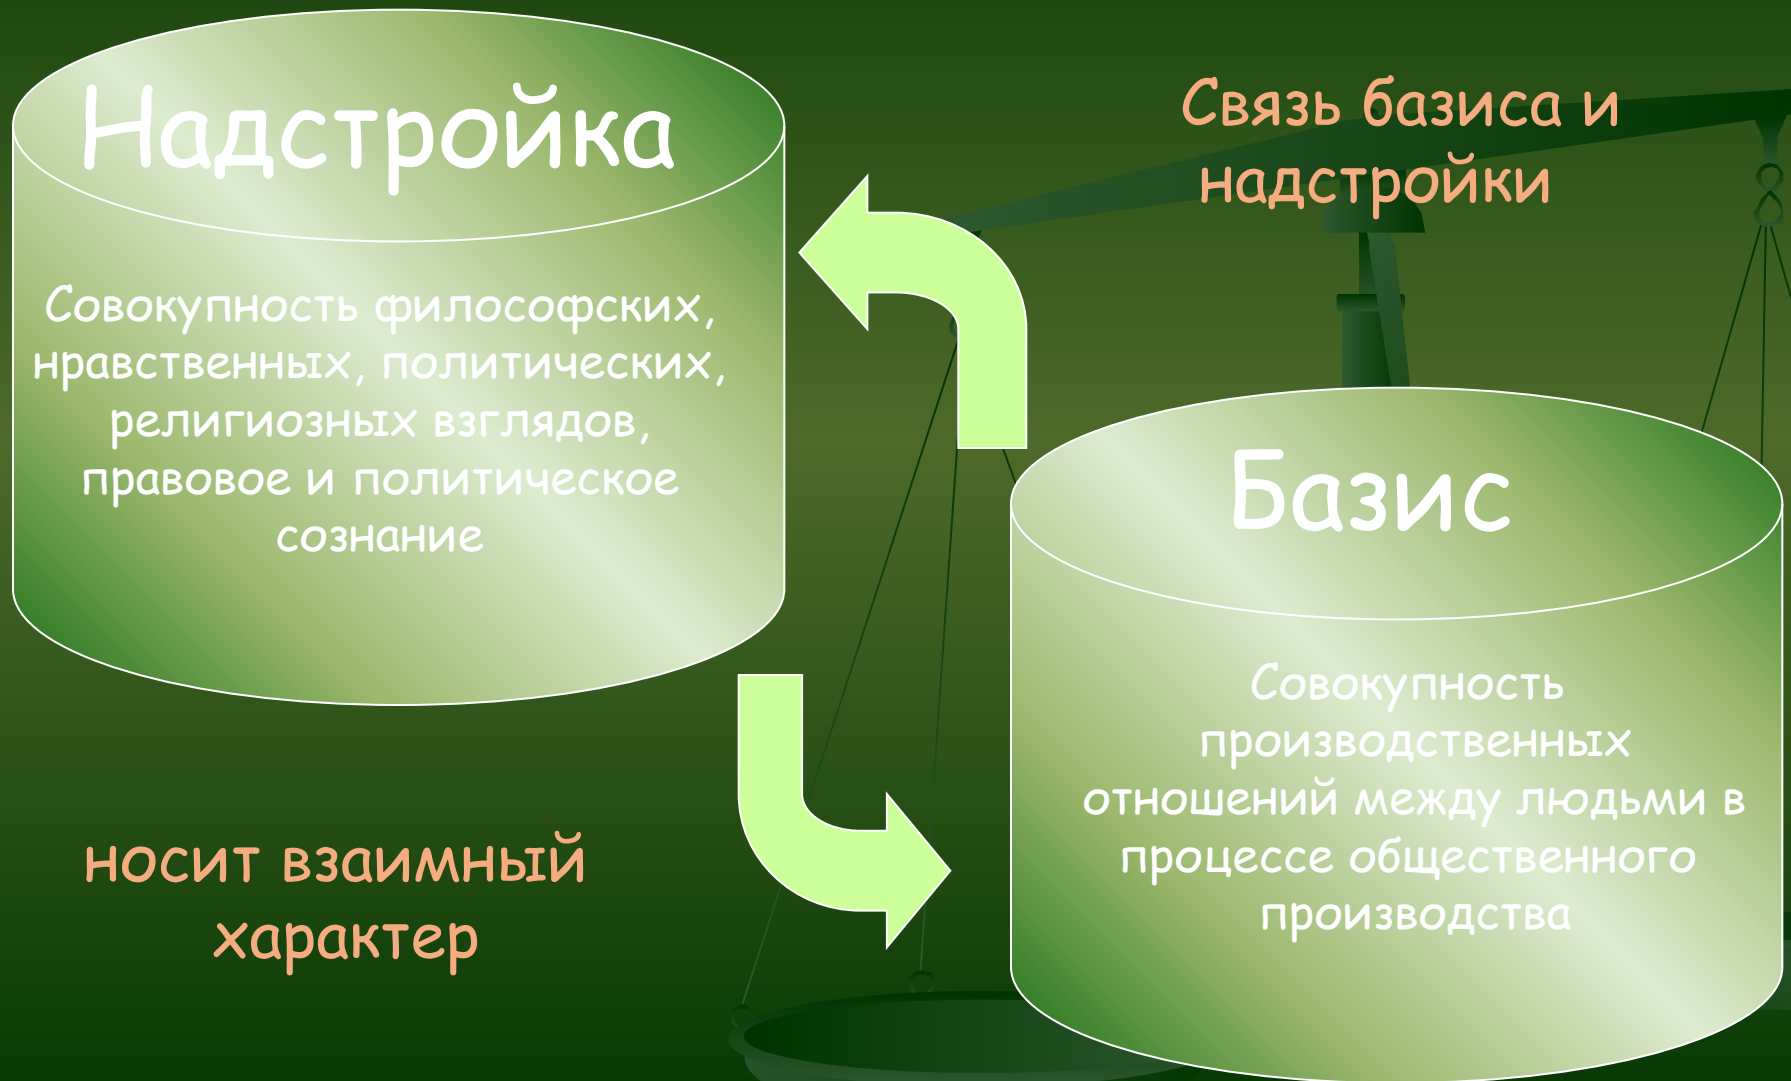 Надстройка
Совокупность философских,
нравственных, политических,
религиозных взглядов,
правовое и политическое
сознание
Связь базиса и
надстройки
носит взаимный
характер
Базис
Совокупность
производственных
отношений между людьми в
процессе общественного
производства